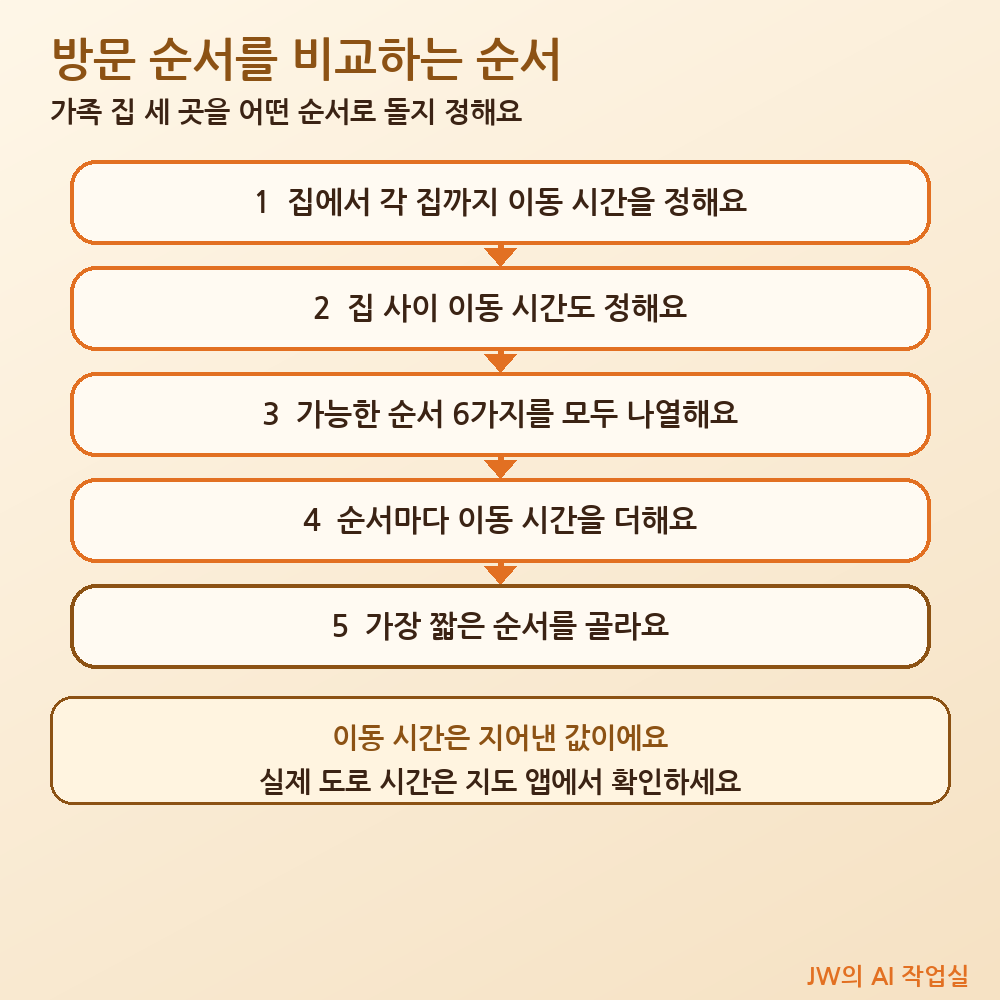 방문 순서를 비교하는 순서
가족 집 세 곳을 어떤 순서로 돌지 정해요
1 집에서 각 집까지 이동 시간을 정해요
2 집 사이 이동 시간도 정해요
3 가능한 순서 6가지를 모두 나열해요
4 순서마다 이동 시간을 더해요
5 가장 짧은 순서를 골라요
이동 시간은 지어낸 값이에요
실제 도로 시간은 지도 앱에서 확인하세요
JW의 AI 작업실